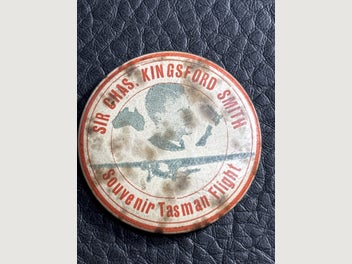 SIR CHAS. KINGSFORD SMITH
Souvenir Tasman Flight